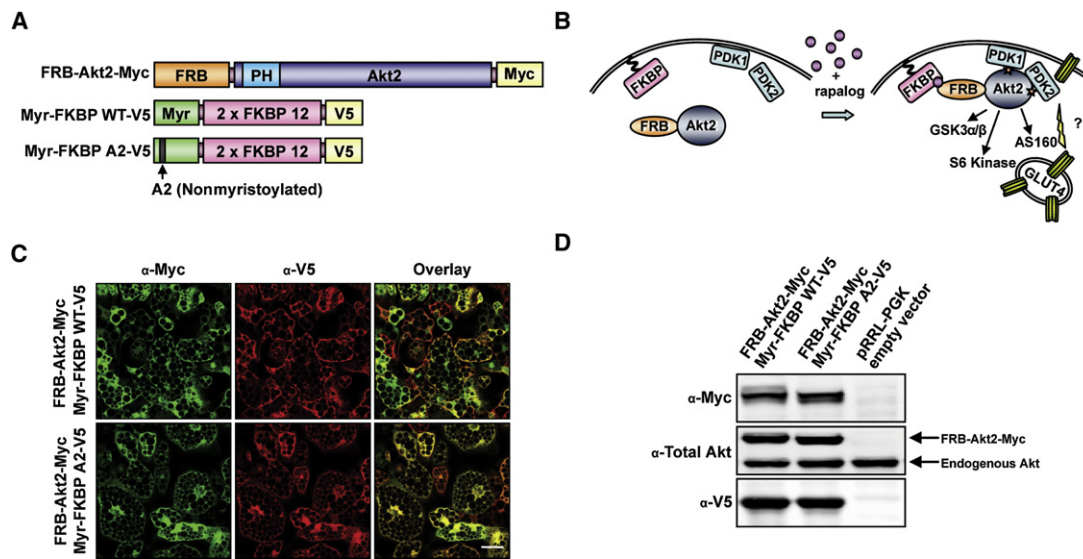 A
FRB-Akt2-Myc
FRB
PH
Akt2
Myc
Myr-FKBP WT-V5
Myr
2 x FKBP 12
V5
Myr-FKBP A2-V5
2 x FKBP 12
V5
A2 (Nonmyristoylated)
B
FKBP
PDK1
PDK2
FRB
Akt2
+
rapalog
FKBP
FRB
PDK1
Akt2
PDK2
GSK3α/β
S6 Kinase
AS160
?
GLUT4
C
α-Myc
α-V5
Overlay
FRB-Akt2-Myc
Myr-FKBP WT-V5
FRB-Akt2-Myc
Myr-FKBP A2-V5
D
FRB-Akt2-Myc
Myr-FKBP WT-V5
FRB-Akt2-Myc
Myr-FKBP A2-V5
pRRL-PGK
empty vector
α-Myc
α-Total Akt
FRB-Akt2-Myc
Endogenous Akt
α-V5